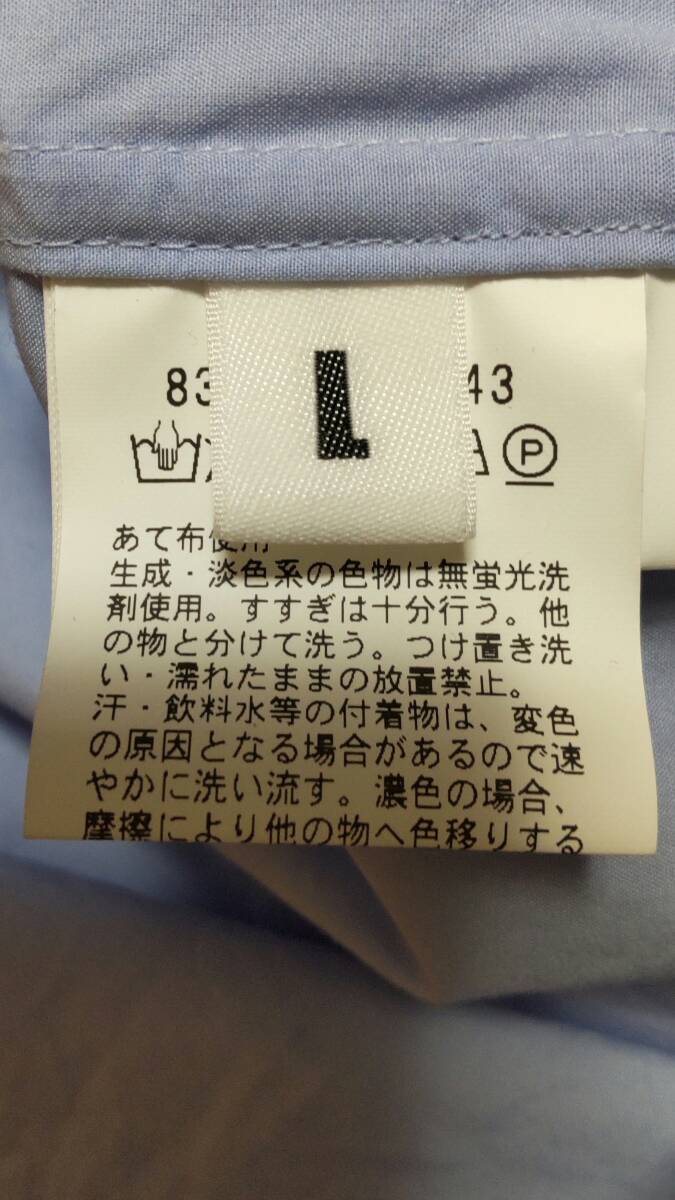 L
83 43
P
あて布使用
生成・淡色系の色物は無蛍光洗
剤使用。すすぎは十分行う。他
の物と分けて洗う。つけ置き洗
い・濡れたままの放置禁止。
汗・飲料水等の付着物は、変色
の原因となる場合があるので速
やかに洗い流す。濃色の場合、
摩擦により他の物へ色移りする